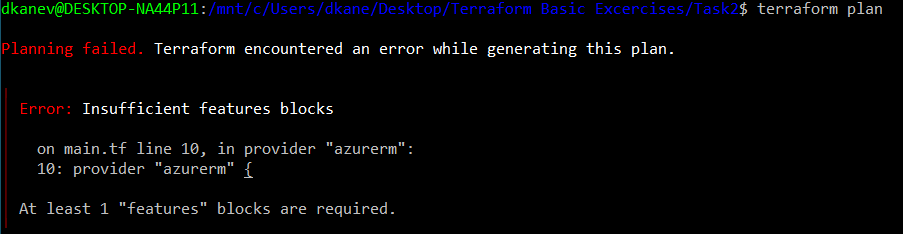 dkanev@DESKTOP-NA44P11:/mnt/c/Users/dkane/Desktop/Terraform Basic Excercises/Task2$ terraform plan
Planning failed. Terraform encountered an error while generating this plan.
Error: Insufficient features blocks
on main.tf line 10, in provider "azurerm":
10: provider "azurerm" {
At least 1 "features" blocks are required.